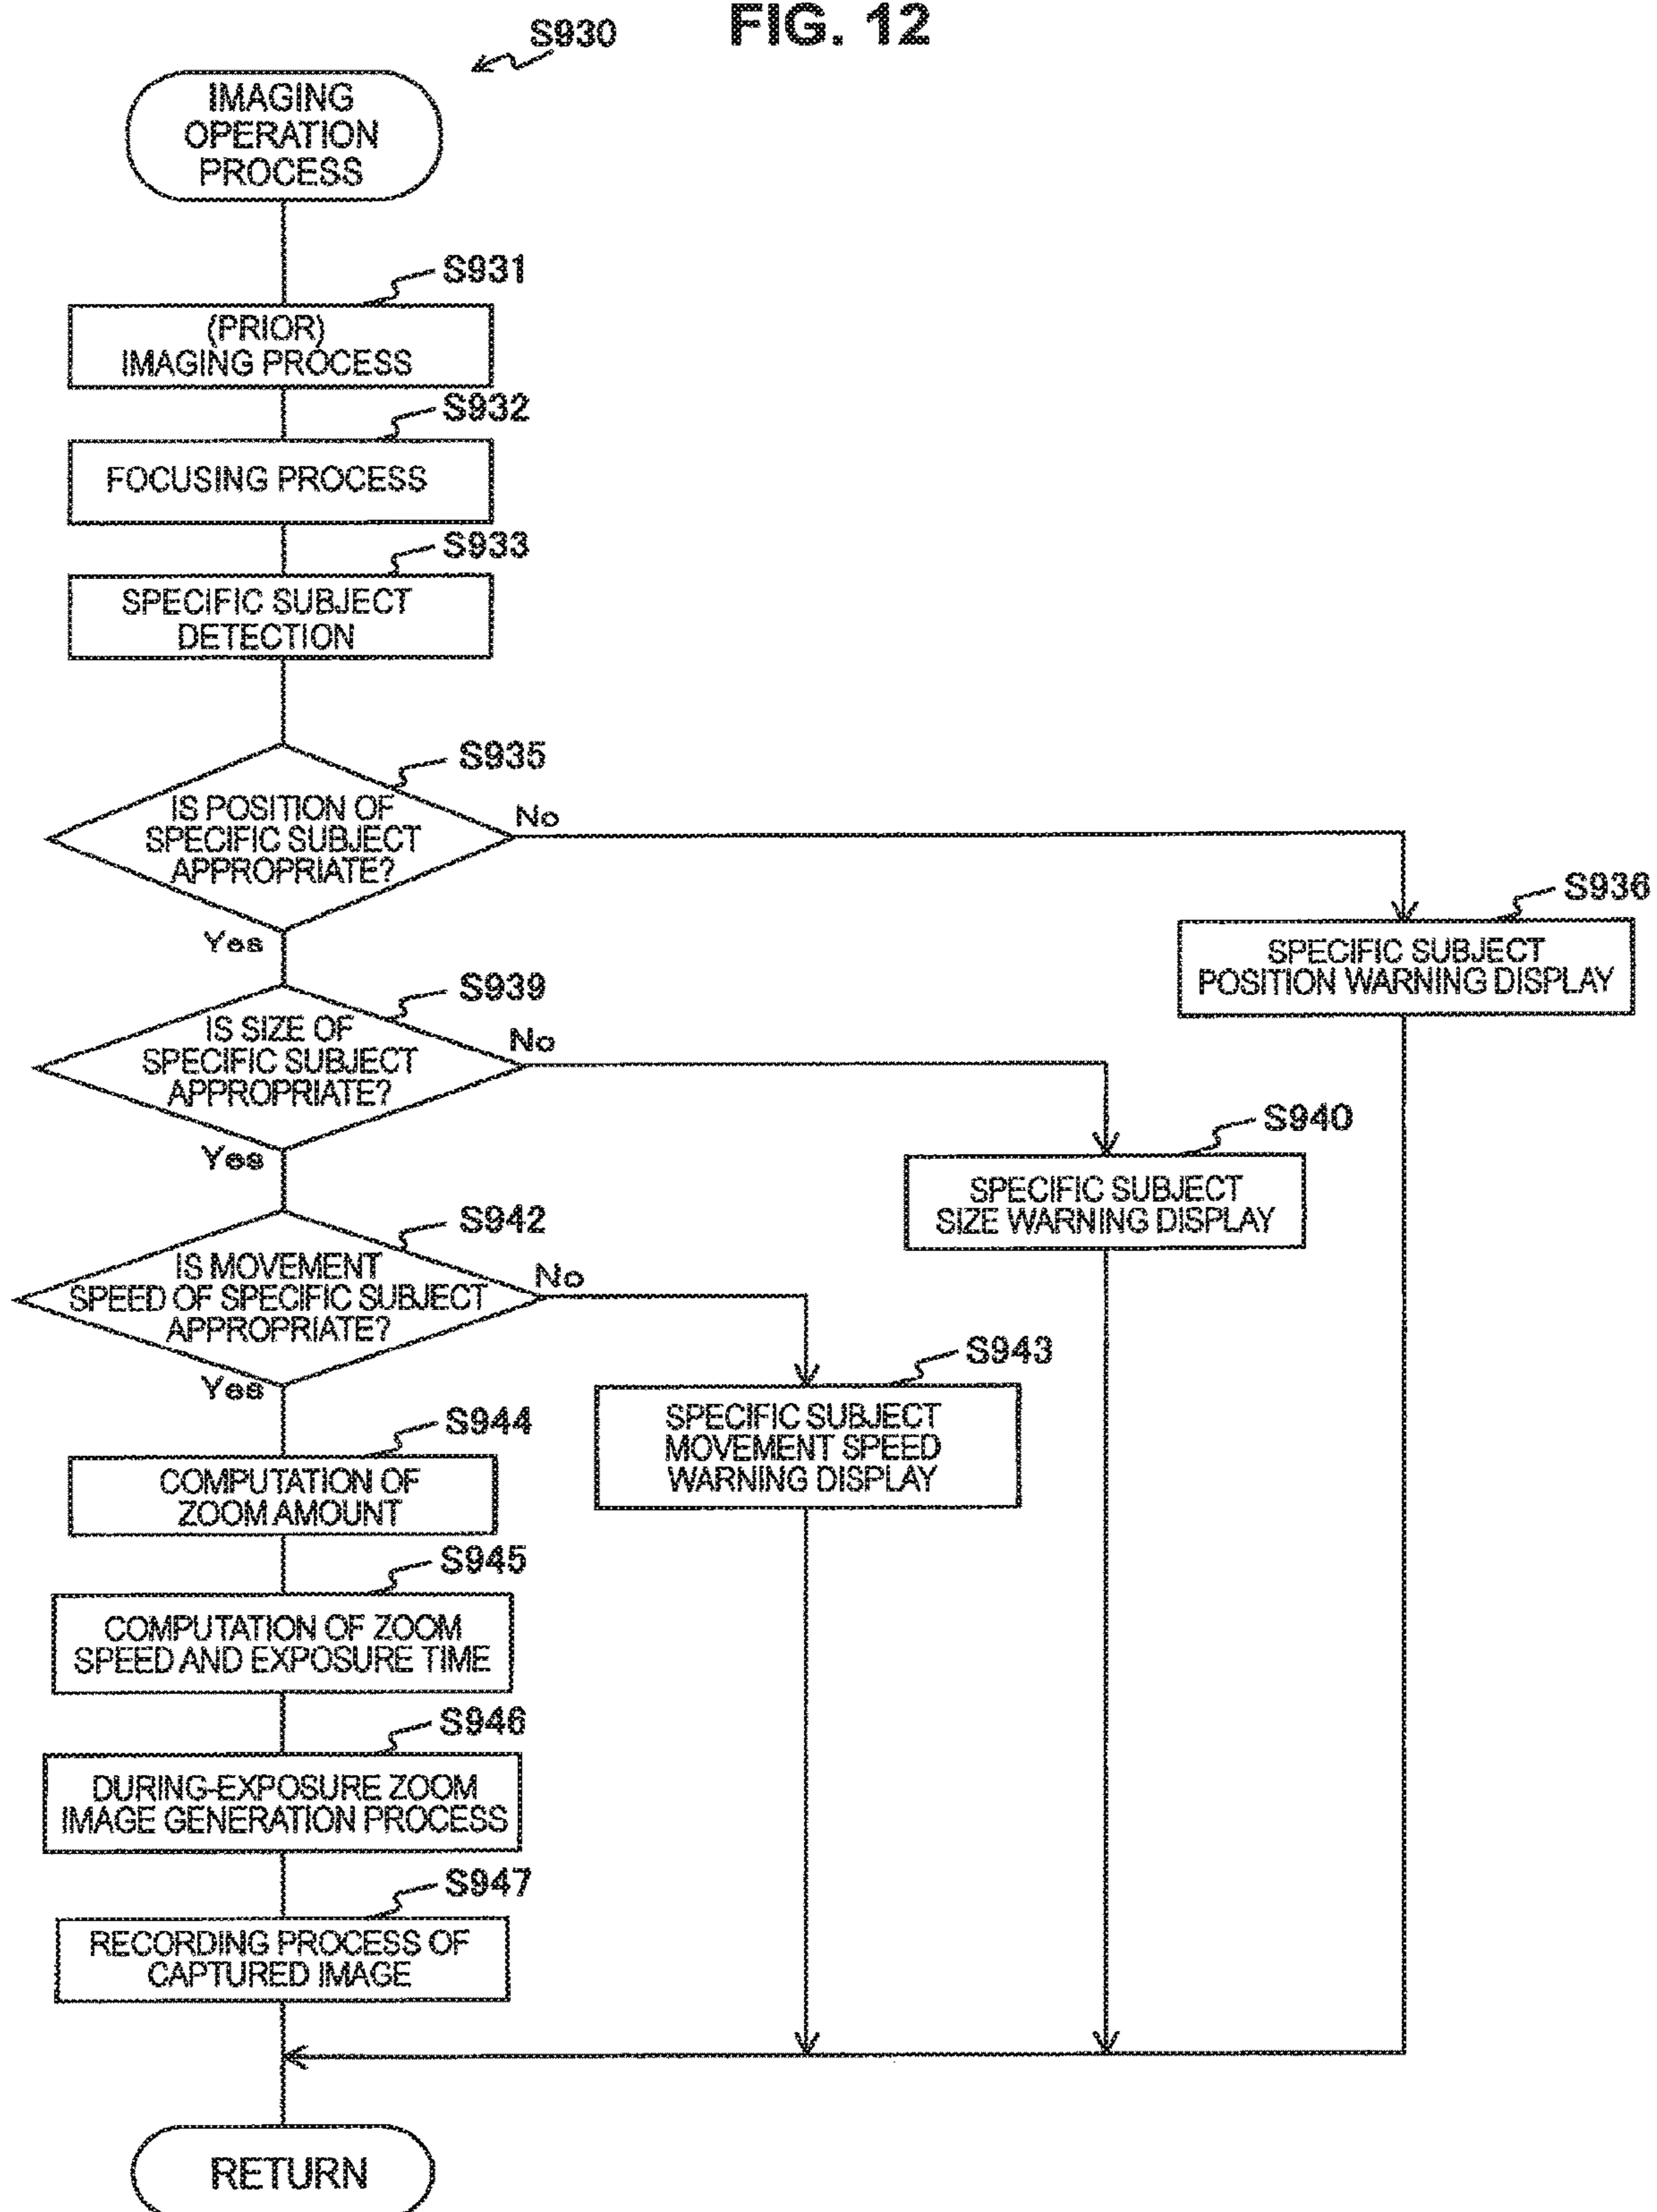 FIG. 12
S930
IMAGING
OPERATION
PROCESS
S931
(PRIOR)
IMAGING PROCESS
S932
FOCUSING PROCESS
S933
SPECIFIC SUBJECT
DETECTION
S935
IS POSITION OF
SPECIFIC SUBJECT
APPROPRIATE?
No
Yes
S936
SPECIFIC SUBJECT
POSITION WARNING DISPLAY
S939
IS SIZE OF
SPECIFIC SUBJECT
APPROPRIATE?
No
Yes
S940
SPECIFIC SUBJECT
SIZE WARNING DISPLAY
S942
IS MOVEMENT
SPEED OF SPECIFIC SUBJECT
APPROPRIATE?
No
Yes
S943
SPECIFIC SUBJECT
MOVEMENT SPEED
WARNING DISPLAY
S944
COMPUTATION OF
ZOOM AMOUNT
S945
COMPUTATION OF ZOOM
SPEED AND EXPOSURE TIME
S946
DURING-EXPOSURE ZOOM
IMAGE GENERATION PROCESS
S947
RECORDING PROCESS OF
CAPTURED IMAGE
RETURN